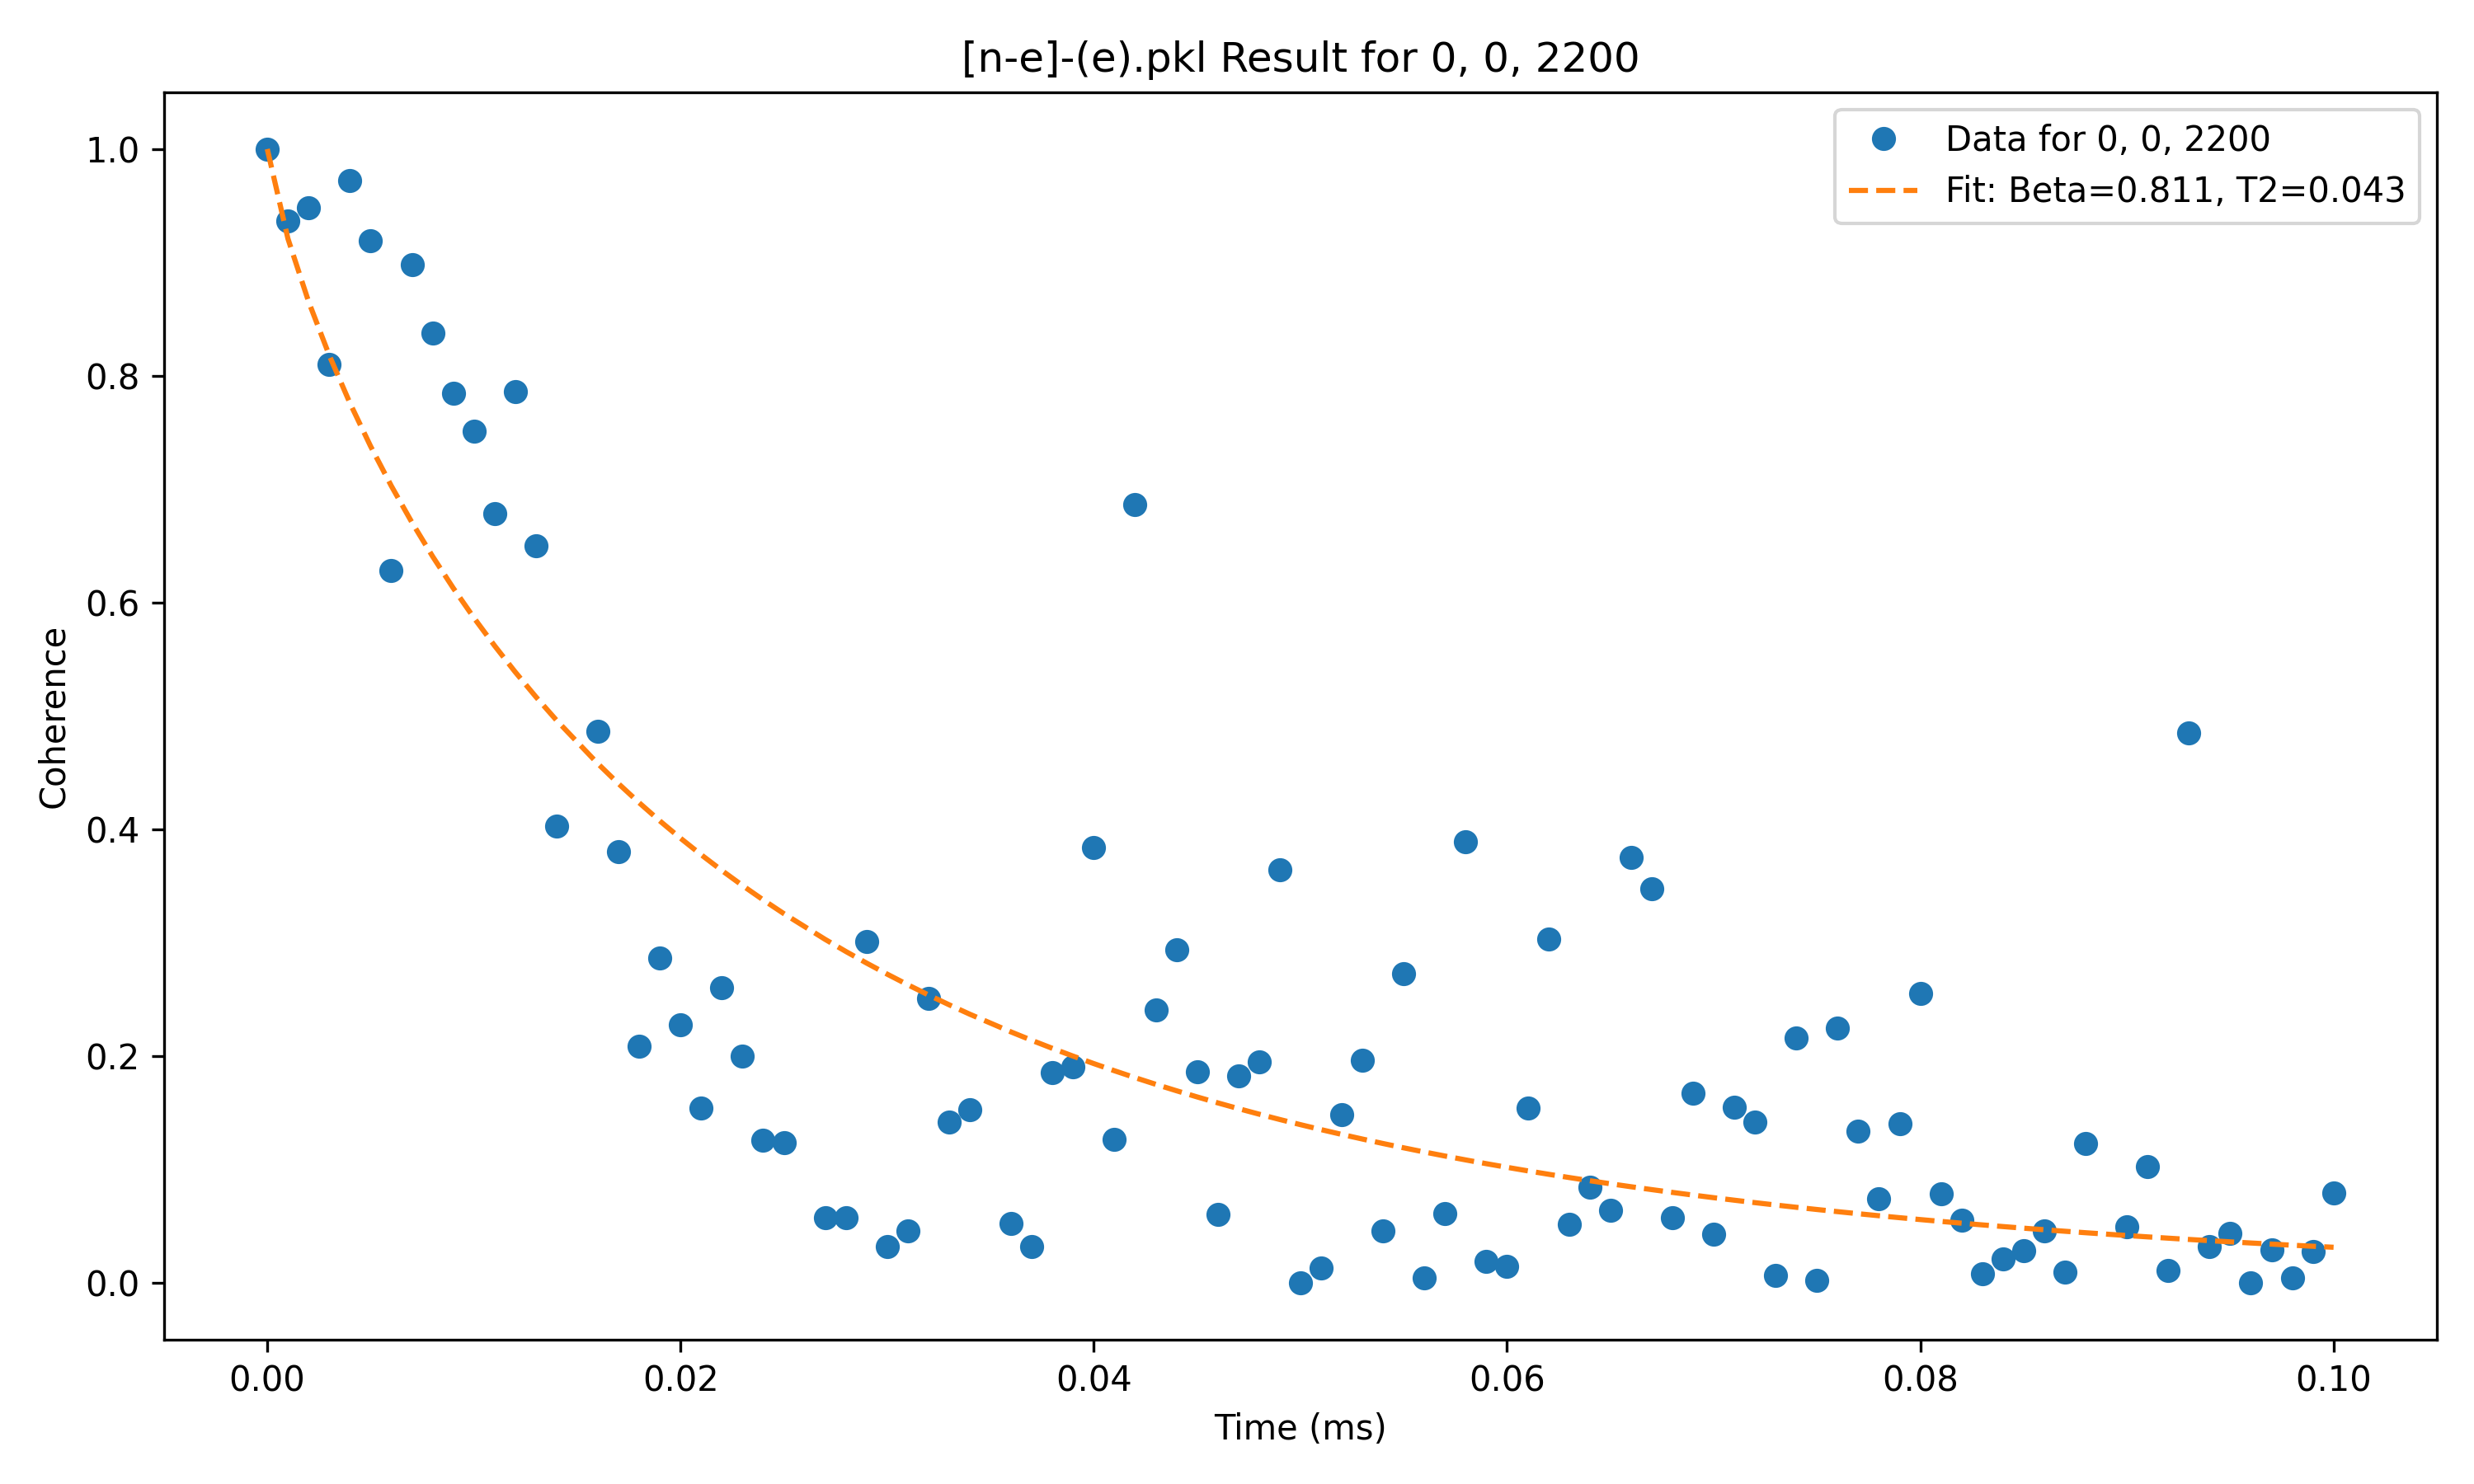 [n-e]-(e).pkl Result for 0, 0, 2200
Data for 0, 0, 2200
Fit: Beta=0.811, T2=0.043
1.0
0.8
0.6
0.4
0.2
0.0
Coherence
0.00 0.02 0.04 0.06 0.08 0.10
Time (ms)